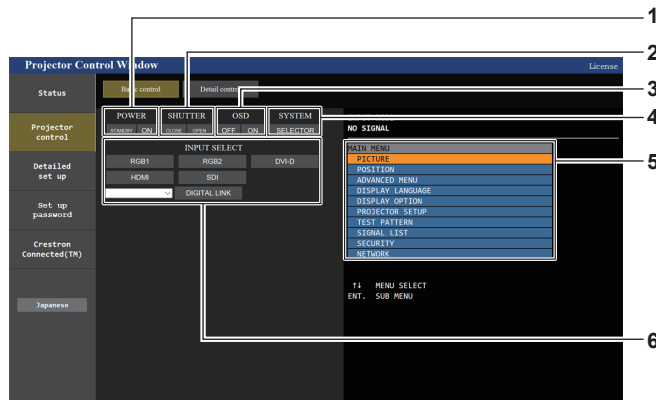 1
2
3
4
5
6
Projector Control Window
License
Status
Projector control
Detailed set up
Set up password
Crestron Connected(TM)
Japanese
Basic control
Detail control
POWER
STANDBY ON
SHUTTER
CLOSE OPEN
OSD
OFF ON
SYSTEM
SELECTOR
INPUT SELECT
RGB1 RGB2 DVI-D
HDMI SDI
DIGITAL LINK
NO SIGNAL
MAIN MENU
PICTURE
POSITION
ADVANCED MENU
DISPLAY LANGUAGE
DISPLAY OPTION
PROJECTOR SETUP
TEST PATTERN
SIGNAL LIST
SECURITY
NETWORK
↑↓ MENU SELECT
ENT. SUB MENU